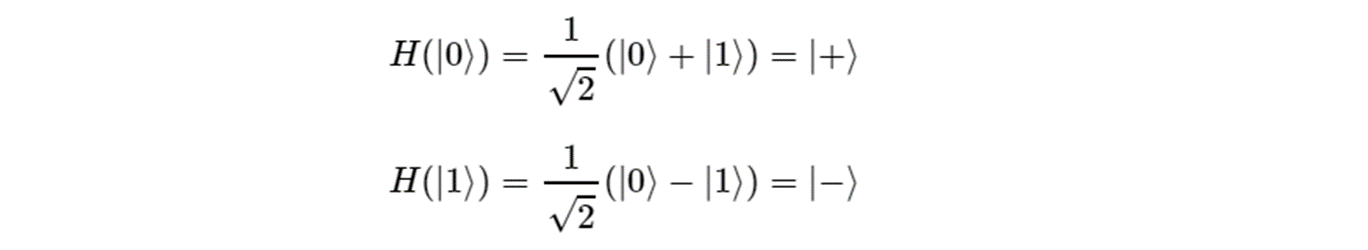 H(|0⟩) = 1/√2 (|0⟩ + |1⟩) = |+⟩
H(|1⟩) = 1/√2 (|0⟩ − |1⟩) = |−⟩